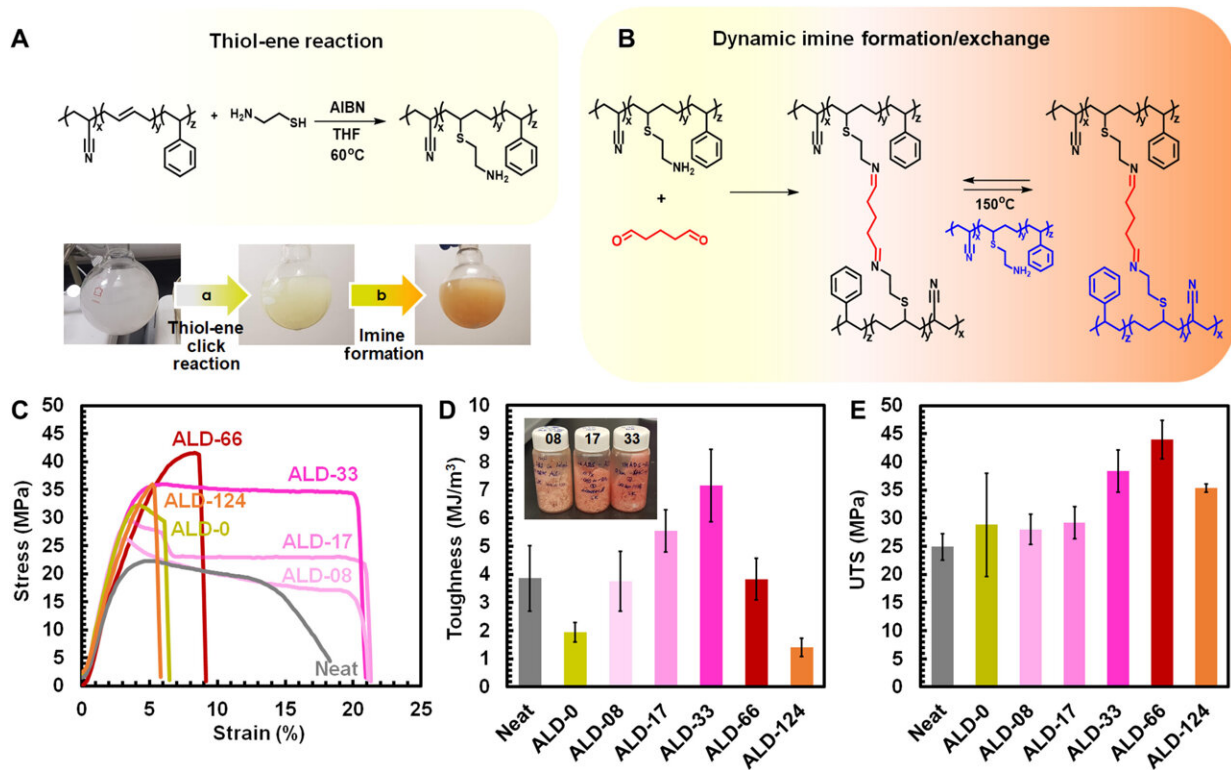 A
Thiol-ene reaction
x
y
z
N
+
H₂N
SH
AIBN
THF
60°C
x
y
z
N
S
NH₂
a
Thiol-ene
click
reaction
b
Imine
formation
B
Dynamic imine formation/exchange
x
y
z
N
S
NH₂
+
O
O
x
y
z
N
S
N
N
S
N
z
y
x
150°C
x
y
z
N
S
NH₂
x
y
z
N
S
N
N
S
N
z
y
x
C
Stress (MPa)
50
45
40
35
30
25
20
15
10
5
0
ALD-66
ALD-33
ALD-124
ALD-0
ALD-17
ALD-08
Neat
0
5
10
15
20
25
Strain (%)
D
Toughness (MJ/m³)
10
9
8
7
6
5
4
3
2
1
0
08
17
33
Neat
ALD-0
ALD-08
ALD-17
ALD-33
ALD-66
ALD-124
E
UTS (MPa)
50
45
40
35
30
25
20
15
10
5
0
Neat
ALD-0
ALD-08
ALD-17
ALD-33
ALD-66
ALD-124